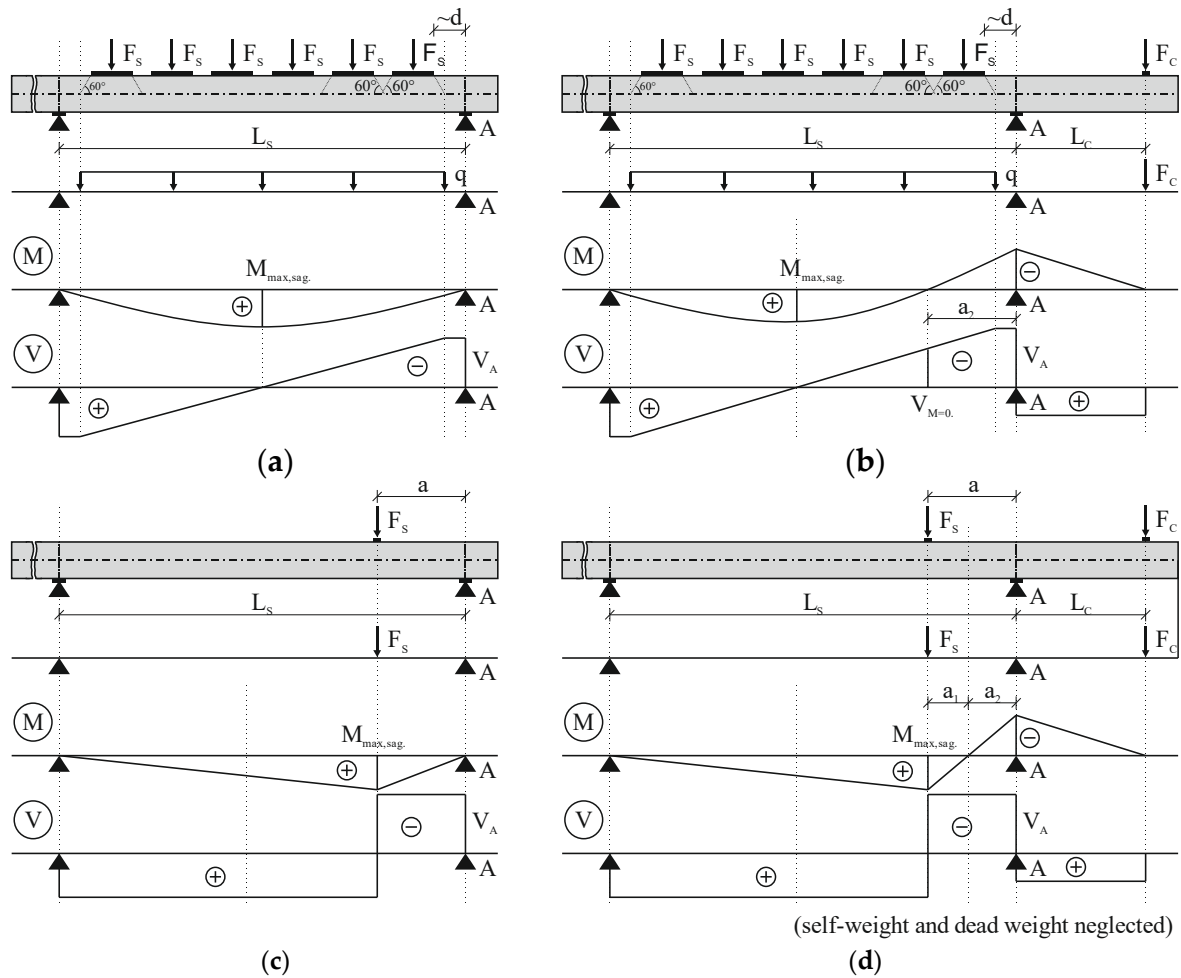 ~d
F_S F_S F_S F_S F_S F_S
60° 60° 60°
A
L_S
q
A
M
M_max,sag.
+
A
V
−
V_A
+
A
(a)
~d
F_S F_S F_S F_S F_S F_S F_C
60° 60° 60°
A
L_S L_C
q F_C
A
M
M_max,sag.
+ −
a_2 A
V
− V_A
+ A +
V_M=0.
(b)
a
F_S
A
L_S
F_S
A
M
M_max,sag.
+
A
V
− V_A
+ A
(c)
a
F_S F_C
A
L_S L_C
F_S F_C
A
a_1 a_2
M
M_max,sag.
+ −
A
V
− V_A
+ A +
(self-weight and dead weight neglected)
(d)